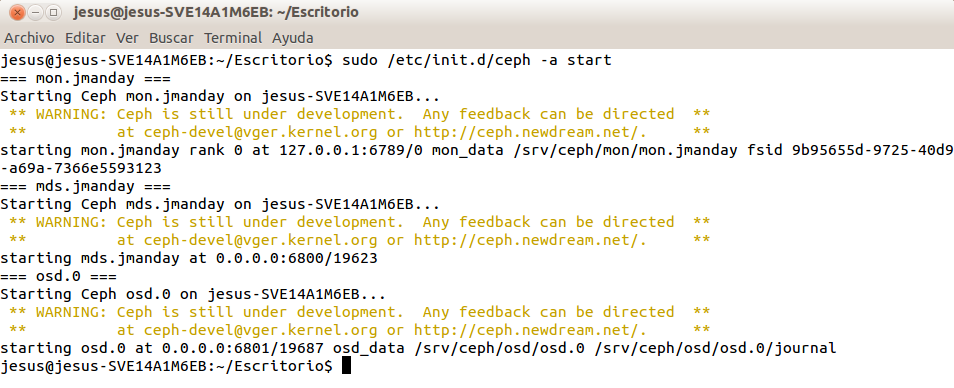 jesus@jesus-SVE14A1M6EB: ~/Escritorio
Archivo Editar Ver Buscar Terminal Ayuda
jesus@jesus-SVE14A1M6EB:~/Escritorio$ sudo /etc/init.d/ceph -a start
=== mon.jmanday ===
Starting Ceph mon.jmanday on jesus-SVE14A1M6EB...
 ** WARNING: Ceph is still under development.  Any feedback can be directed  **
 **          at ceph-devel@vger.kernel.org or http://ceph.newdream.net/.     **
starting mon.jmanday rank 0 at 127.0.0.1:6789/0 mon_data /srv/ceph/mon/mon.jmanday fsid 9b95655d-9725-40d9
-a69a-7366e5593123
=== mds.jmanday ===
Starting Ceph mds.jmanday on jesus-SVE14A1M6EB...
 ** WARNING: Ceph is still under development.  Any feedback can be directed  **
 **          at ceph-devel@vger.kernel.org or http://ceph.newdream.net/.     **
starting mds.jmanday at 0.0.0.0:6800/19623
=== osd.0 ===
Starting Ceph osd.0 on jesus-SVE14A1M6EB...
 ** WARNING: Ceph is still under development.  Any feedback can be directed  **
 **          at ceph-devel@vger.kernel.org or http://ceph.newdream.net/.     **
starting osd.0 at 0.0.0.0:6801/19687 osd_data /srv/ceph/osd/osd.0 /srv/ceph/osd/osd.0/journal
jesus@jesus-SVE14A1M6EB:~/Escritorio$